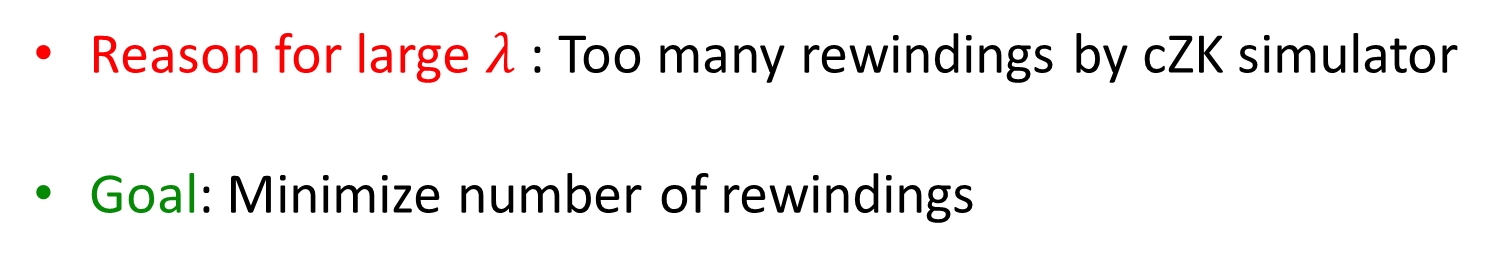 • Reason for large λ : Too many rewindings by cZK simulator
• Goal: Minimize number of rewindings